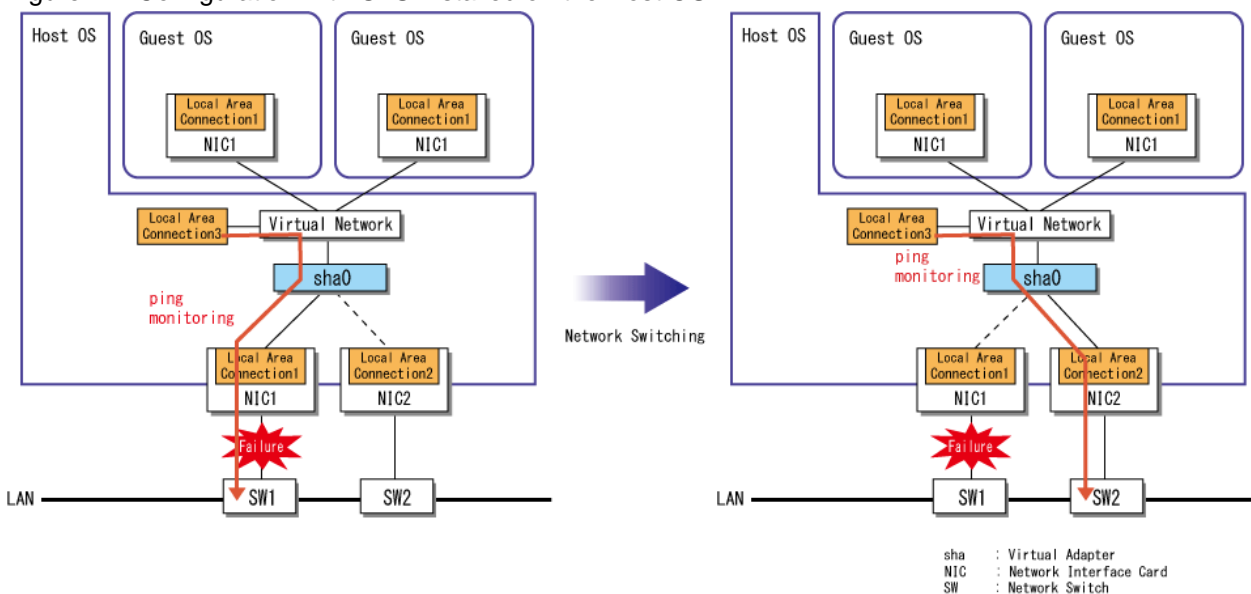 Host OS
Guest OS
Guest OS
Local Area
Connection1
NIC1
Local Area
Connection1
NIC1
Local Area
Connection3
Virtual Network
sha0
ping
monitoring
Local Area
Connection1
NIC1
Local Area
Connection2
NIC2
Failure
LAN
SW1
SW2
Network Switching
Host OS
Guest OS
Guest OS
Local Area
Connection1
NIC1
Local Area
Connection1
NIC1
Local Area
Connection3
Virtual Network
ping
monitoring
sha0
Local Area
Connection1
NIC1
Local Area
Connection2
NIC2
Failure
LAN
SW1
SW2
sha : Virtual Adapter
NIC : Network Interface Card
SW : Network Switch